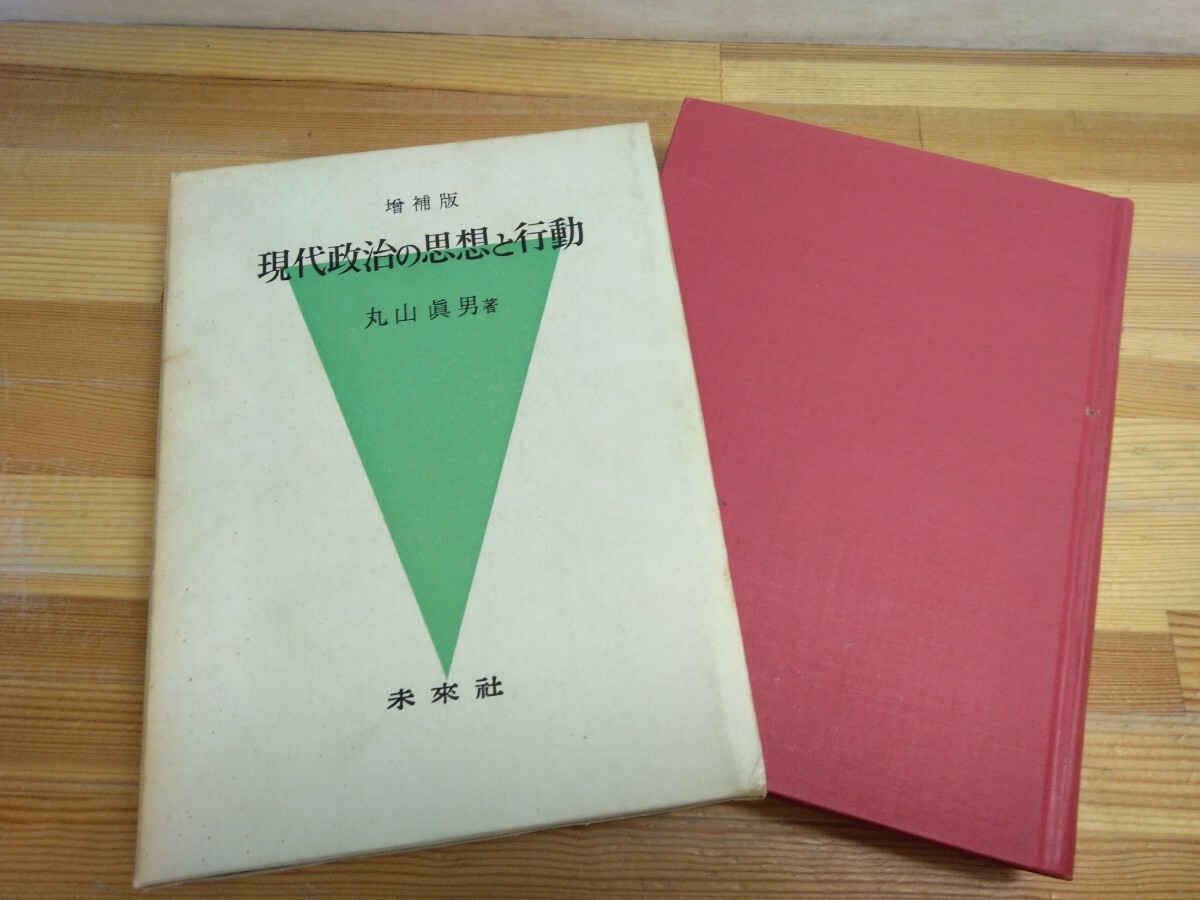 増補版
現代政治の思想と行動
丸山眞男著
未來社